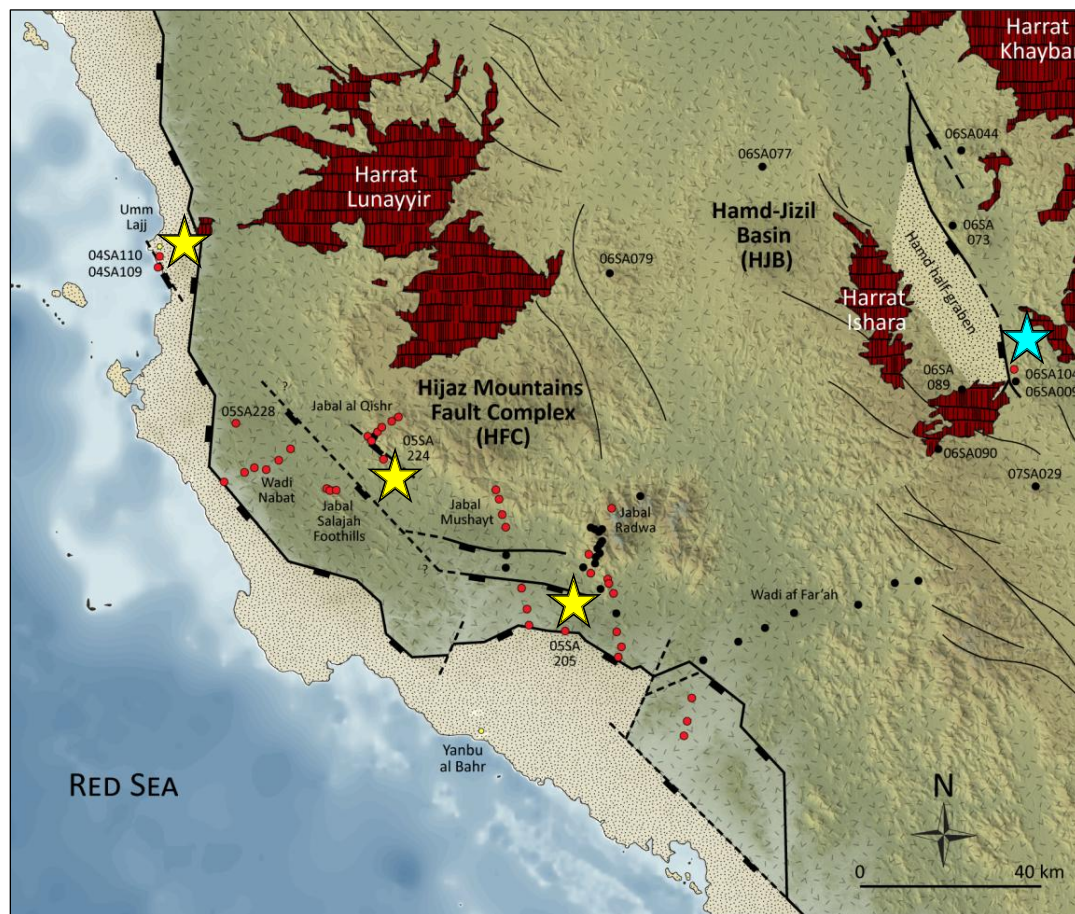 Harrat
Khaybar
06SA044
06SA077
Harrat
Lunayyir
Umm
Lajj
04SA110
04SA109
Hamd-Jizil
Basin
(HJB)
06SA
073
06SA079
Hamd half-graben
Harrat
Ishara
06SA104
06SA009
06SA
089
Hijaz Mountains
Fault Complex
(HFC)
?
Jabal al Qishr
05SA228
05SA
224
06SA090
07SA029
Wadi
Nabat
Jabal
Salajah
Foothills
Jabal
Mushayt
Jabal
Radwa
?
Wadi af Far'ah
05SA
205
Yanbu
al Bahr
RED SEA
N
0 40 km